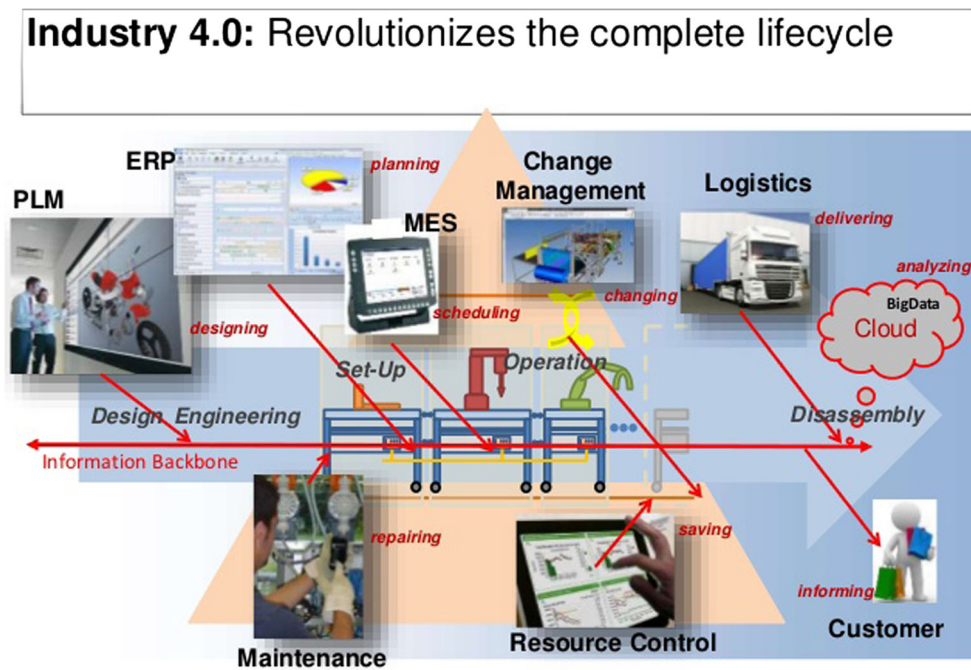 Industry 4.0: Revolutionizes the complete lifecycle
ERP
planning
Change
Management
Logistics
PLM
MES
delivering
analyzing
BigData
Cloud
designing
scheduling
changing
Set-Up
Operation
Design Engineering
Disassembly
Information Backbone
repairing
saving
informing
Customer
Resource Control
Maintenance